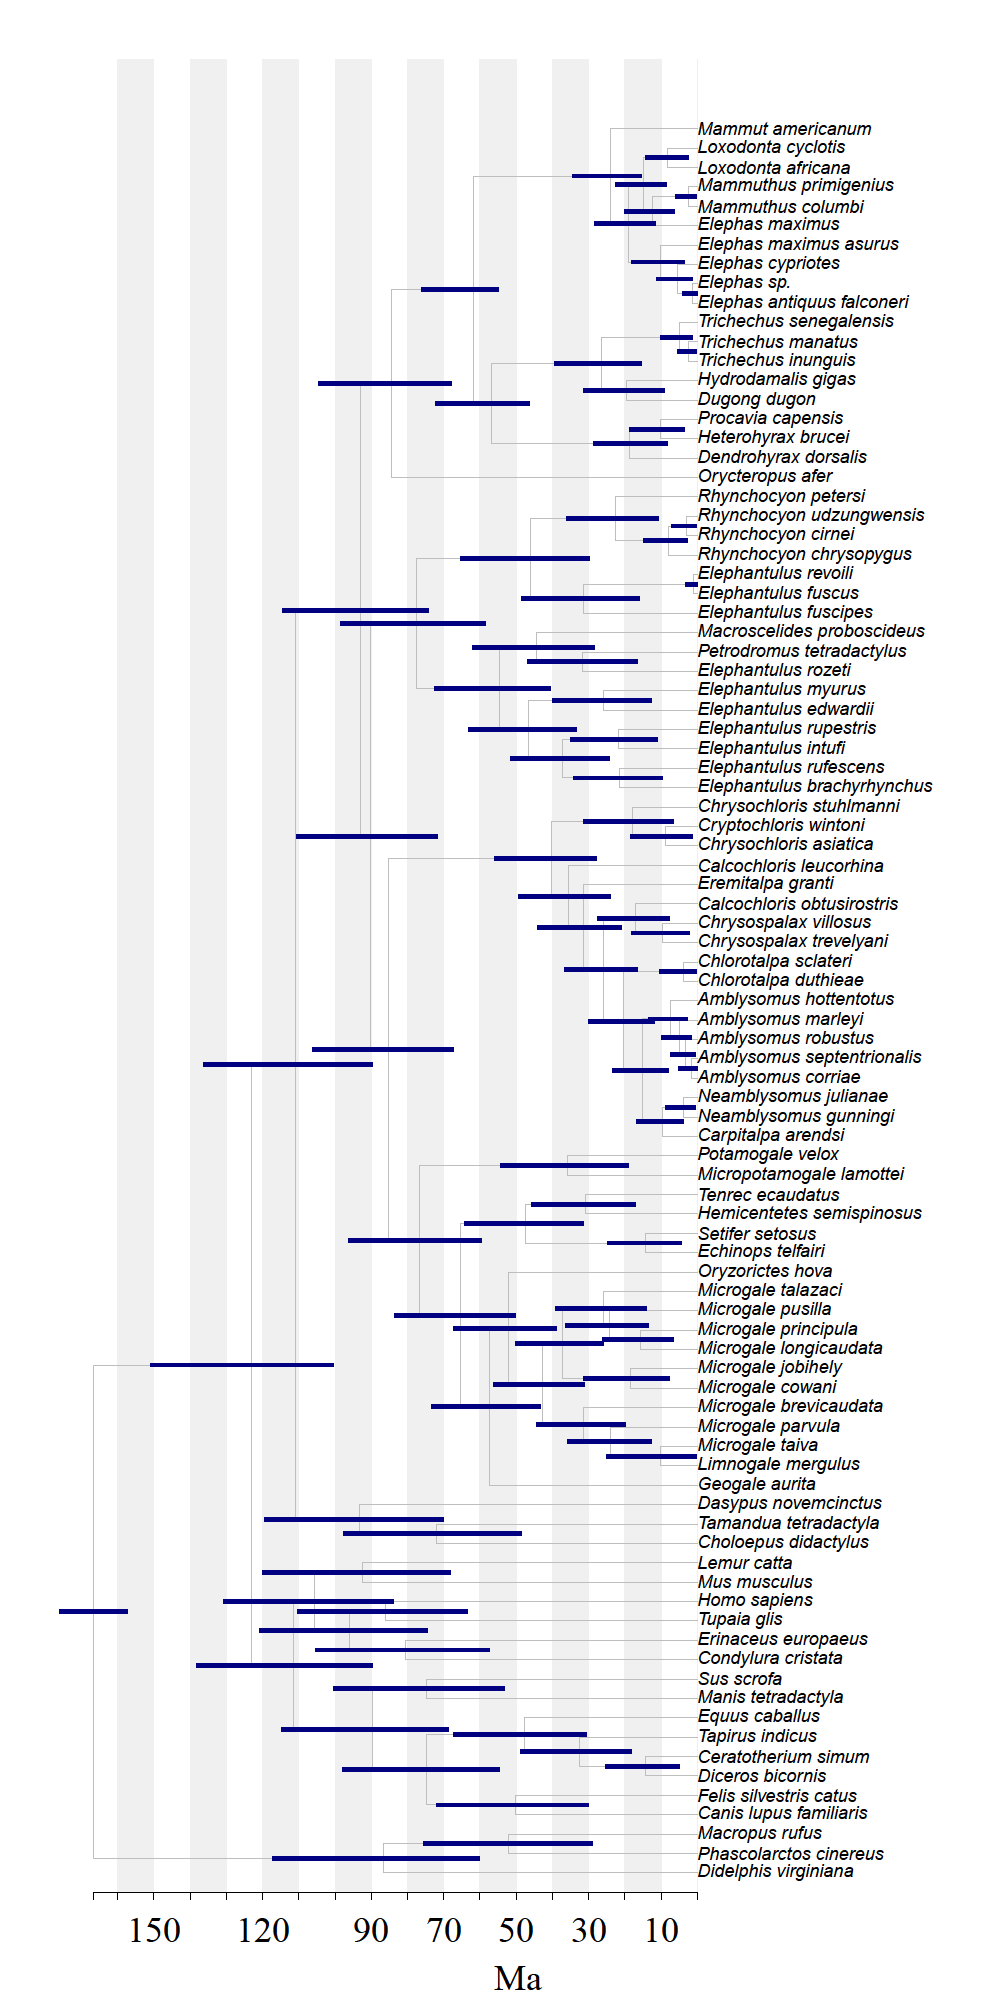 Mammut americanum
Loxodonta cyclotis
Loxodonta africana
Mammuthus primigenius
Mammuthus columbi
Elephas maximus
Elephas maximus asurus
Elephas cypriotes
Elephas sp.
Elephas antiquus falconeri
Trichechus senegalensis
Trichechus manatus
Trichechus inunguis
Hydrodamalis gigas
Dugong dugon
Procavia capensis
Heterohyrax brucei
Dendrohyrax dorsalis
Orycteropus afer
Rhynchocyon petersi
Rhynchocyon udzungwensis
Rhynchocyon cirnei
Rhynchocyon chrysopygus
Elephantulus revoili
Elephantulus fuscus
Elephantulus fuscipes
Macroscelides proboscideus
Petrodromus tetradactylus
Elephantulus rozeti
Elephantulus myurus
Elephantulus edwardii
Elephantulus rupestris
Elephantulus intufi
Elephantulus rufescens
Elephantulus brachyrhynchus
Chrysochloris stuhlmanni
Cryptochloris wintoni
Chrysochloris asiatica
Calcochloris leucorhina
Eremitalpa granti
Calcochloris obtusirostris
Chrysospalax villosus
Chrysospalax trevelyani
Chlorotalpa sclateri
Chlorotalpa duthieae
Amblysomus hottentotus
Amblysomus marleyi
Amblysomus robustus
Amblysomus septentrionalis
Amblysomus corriae
Neamblysomus julianae
Neamblysomus gunningi
Carpitalpa arendsi
Potamogale velox
Micropotamogale lamottei
Tenrec ecaudatus
Hemicentetes semispinosus
Setifer setosus
Echinops telfairi
Oryzorictes hova
Microgale talazaci
Microgale pusilla
Microgale principula
Microgale longicaudata
Microgale jobihely
Microgale cowani
Microgale brevicaudata
Microgale parvula
Microgale taiva
Limnogale mergulus
Geogale aurita
Dasypus novemcinctus
Tamandua tetradactyla
Choloepus didactylus
Lemur catta
Mus musculus
Homo sapiens
Tupaia glis
Erinaceus europaeus
Condylura cristata
Sus scrofa
Manis tetradactyla
Equus caballus
Tapirus indicus
Ceratotherium simum
Diceros bicornis
Felis silvestris catus
Canis lupus familiaris
Macropus rufus
Phascolarctos cinereus
Didelphis virginiana
150 120 90 70 50 30 10
Ma